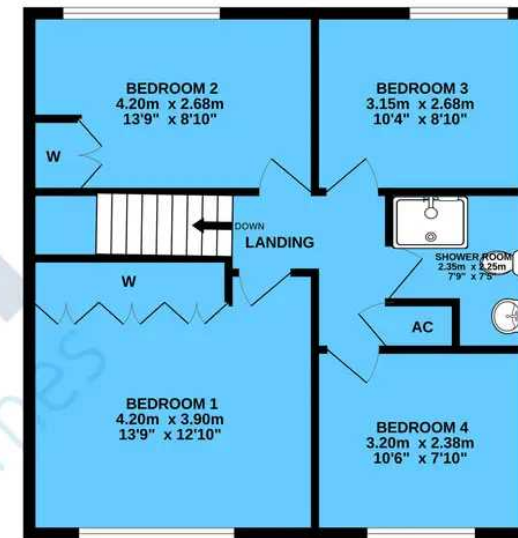 BEDROOM 2
4.20m x 2.68m
13'9" x 8'10"
BEDROOM 3
3.15m x 2.68m
10'4" x 8'10"
W
DOWN
LANDING
SHOWER ROOM
2.35m x 2.25m
7'9" x 7'5"
W
AC
BEDROOM 1
4.20m x 3.90m
13'9" x 12'10"
BEDROOM 4
3.20m x 2.38m
10'6" x 7'10"